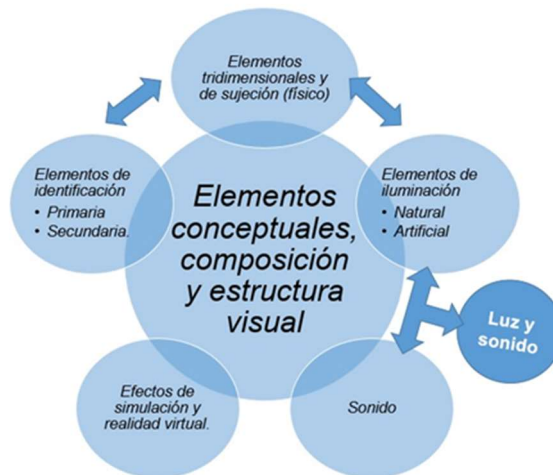 Elementos
tridimensionales y
de sujeción (físico)
Elementos de
identificación
• Primaria
• Secundaria.
Elementos
conceptuales,
composición
y estructura
visual
Elementos de
iluminación
• Natural
• Artificial
Luz y
sonido
Efectos de
simulación y
realidad virtual.
Sonido